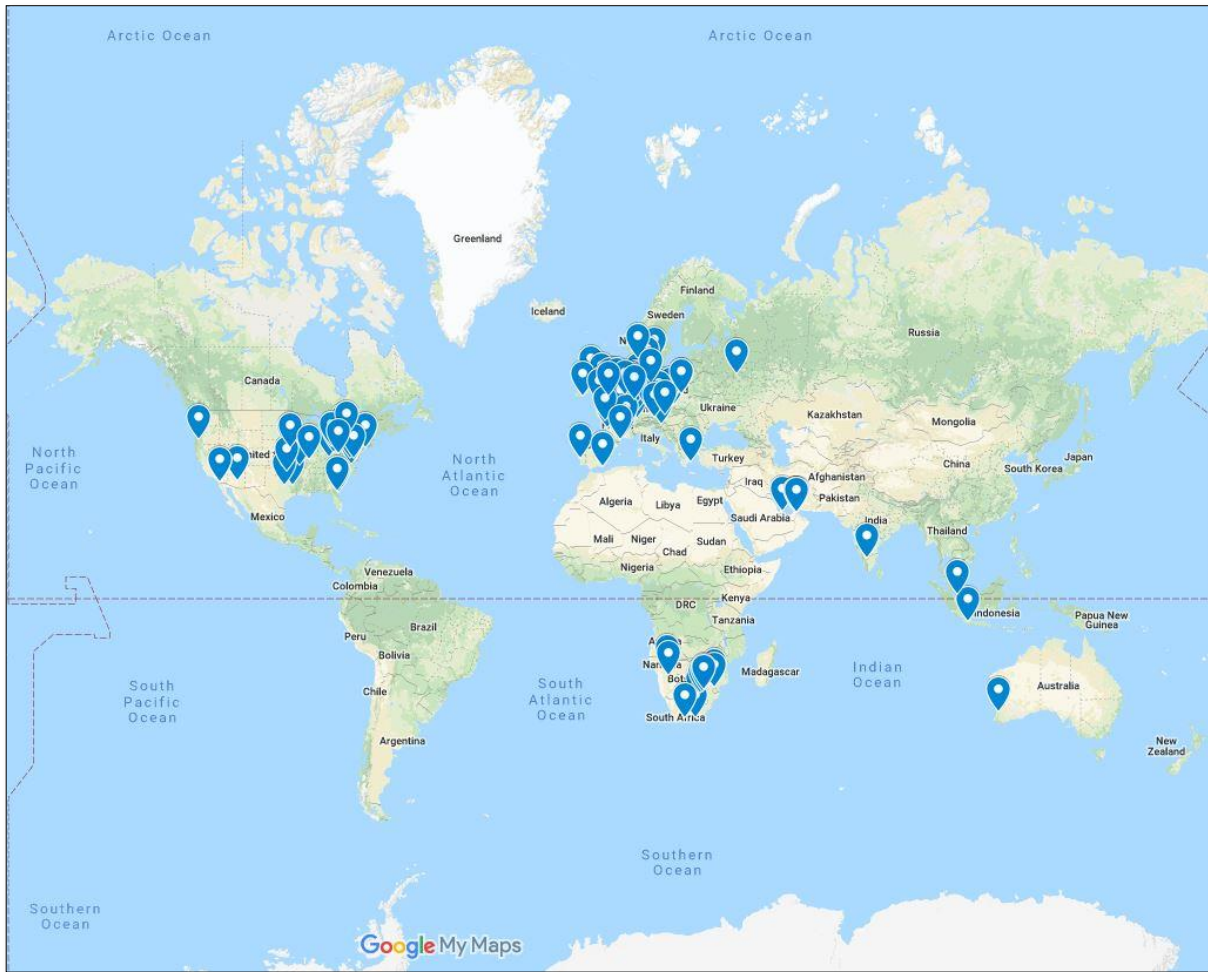 Arctic Ocean
Arctic Ocean
Greenland
Finland
Iceland
Sweden
Russia
Canada
Ukraine
Kazakhstan
Mongolia
North
Pacific
Ocean
North
Atlantic
Ocean
Italy
Turkey
China
Japan
South Korea
Iraq
Afghanistan
Pakistan
Algeria
Libya
Egypt
Saudi Arabia
Mexico
India
Thailand
Mali
Niger
Sudan
Chad
Nigeria
Ethiopia
Venezuela
Colombia
DRC
Kenya
Tanzania
Papua New
Guinea
Peru
Brazil
Bolivia
Madagascar
Indian
Ocean
South
Pacific
Ocean
South
Atlantic
Ocean
Chile
Australia
South Africa
Argentina
New
Zealand
Southern
Ocean
Southern
Ocean
Google My Maps